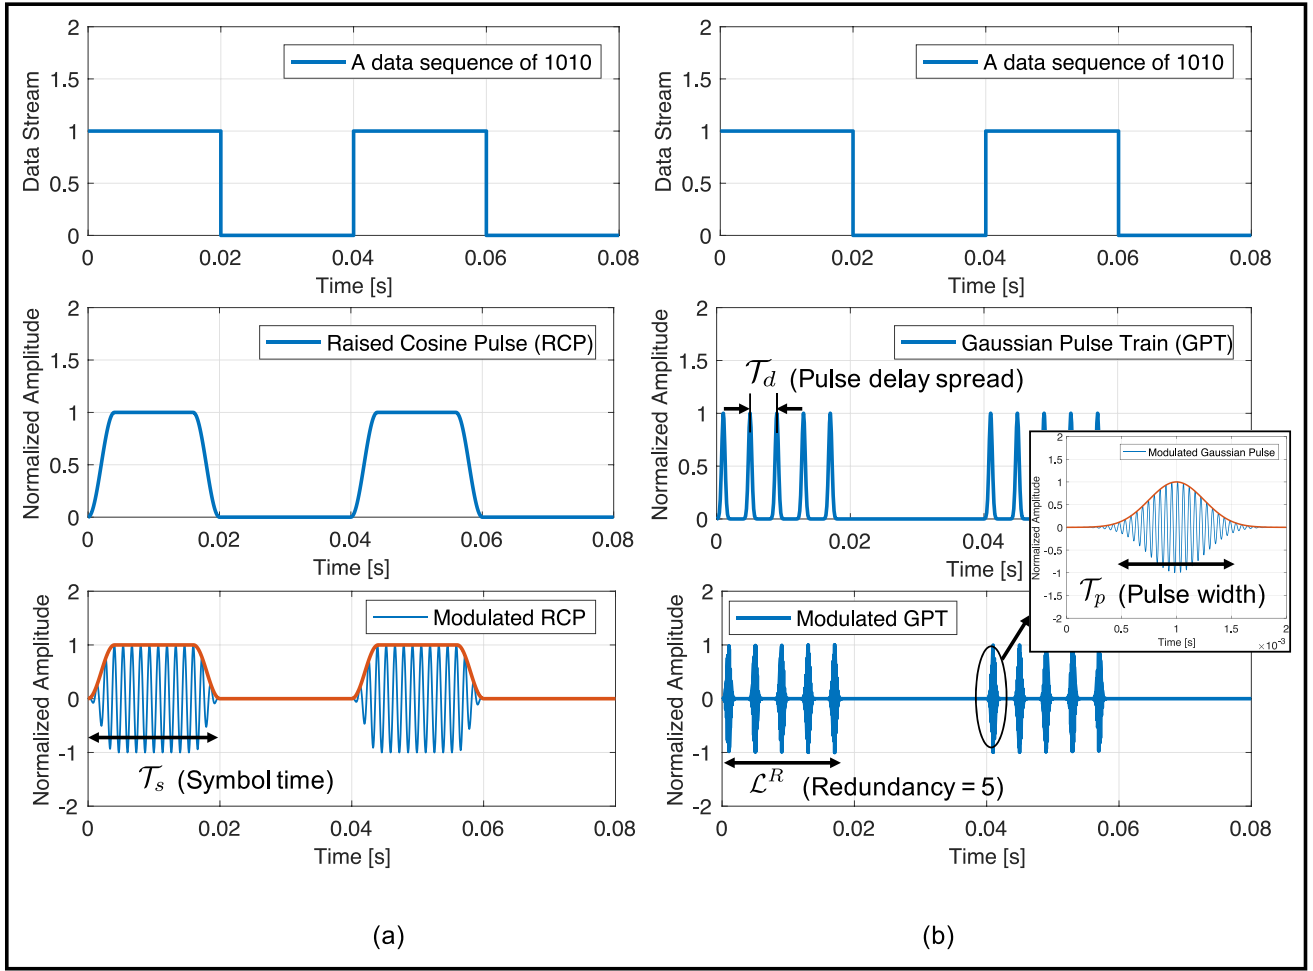 A data sequence of 1010
Data Stream
2
1.5
1
0.5
0
0 0.02 0.04 0.06 0.08
Time [s]
Raised Cosine Pulse (RCP)
Normalized Amplitude
2
1.5
1
0.5
0
0 0.02 0.04 0.06 0.08
Time [s]
Modulated RCP
Normalized Amplitude
2
1
0
-1
-2
𝒯s (Symbol time)
0 0.02 0.04 0.06 0.08
Time [s]
(a)
A data sequence of 1010
Data Stream
2
1.5
1
0.5
0
0 0.02 0.04 0.06 0.08
Time [s]
Gaussian Pulse Train (GPT)
𝒯d (Pulse delay spread)
Normalized Amplitude
2
1.5
1
0.5
0
0 0.02 0.04
Time [s]
Modulated Gaussian Pulse
Normalized Amplitude
2
1.5
1
0.5
0
-0.5
-1
-1.5
-2
𝒯p (Pulse width)
0 0.5 1 1.5 2
Time [s]
×10⁻³
Modulated GPT
Normalized Amplitude
2
1
0
-1
-2
ℒᴿ (Redundancy = 5)
0 0.02 0.04 0.06 0.08
Time [s]
(b)